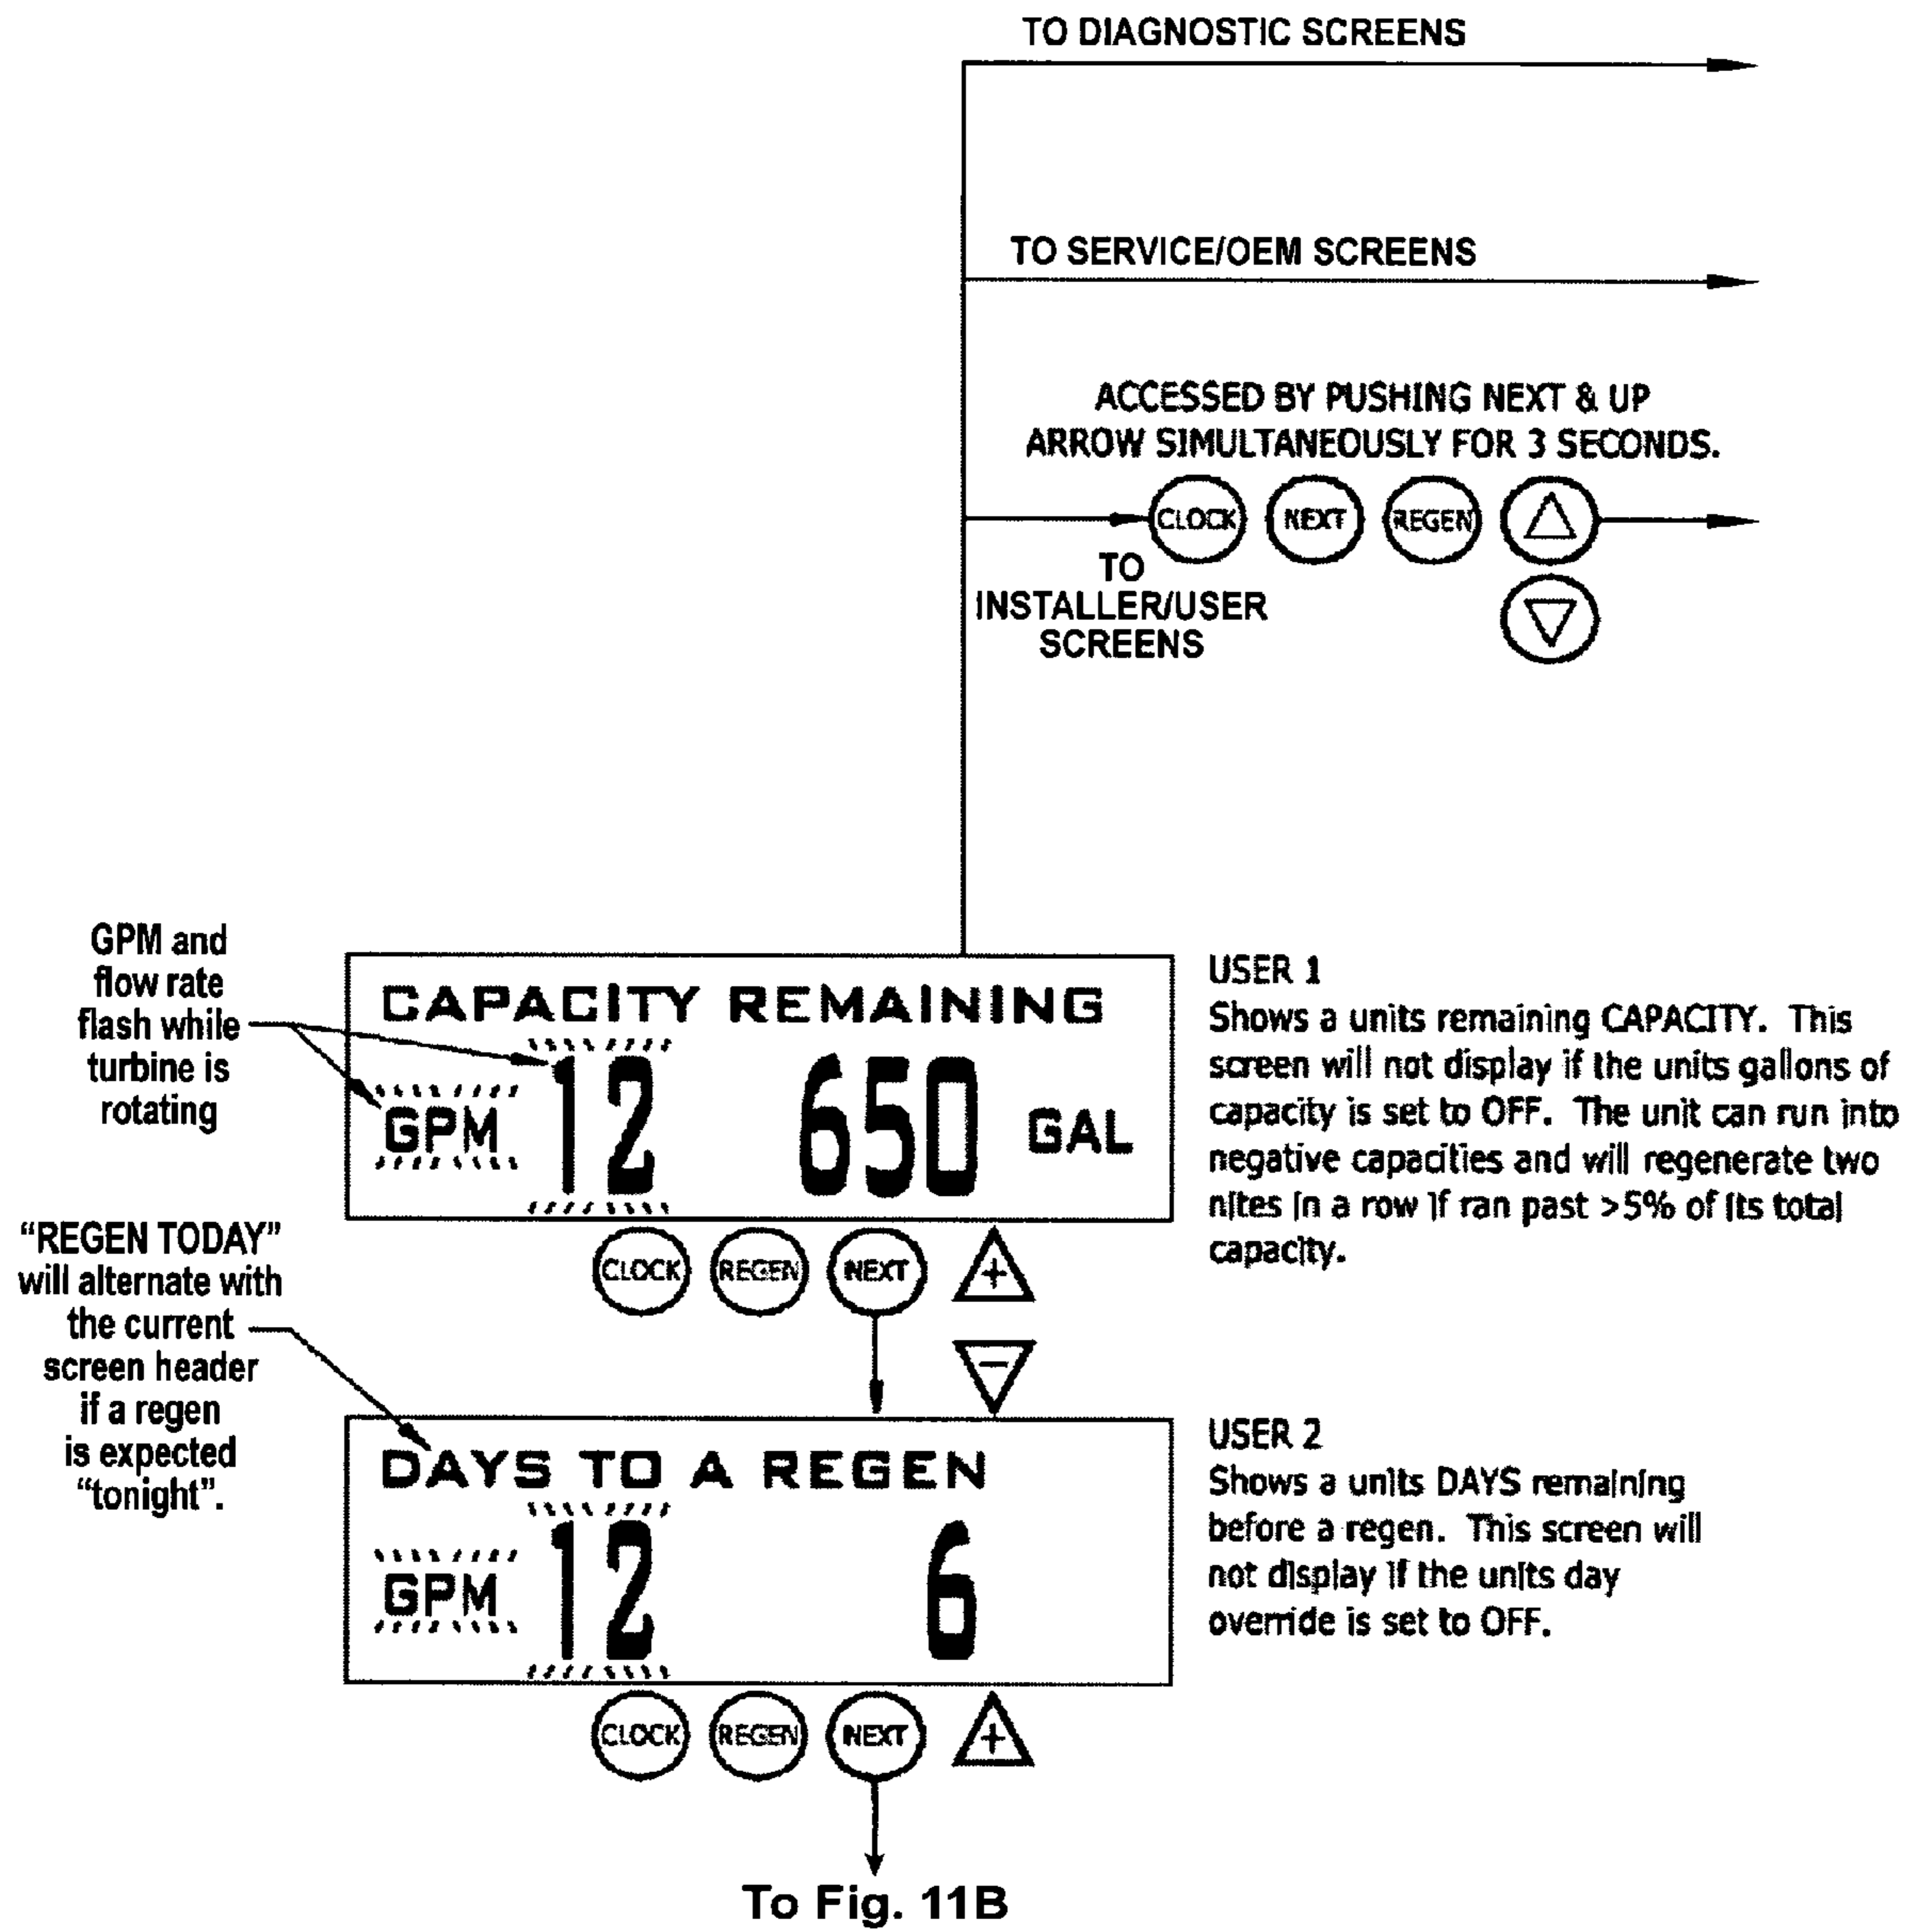 TO DIAGNOSTIC SCREENS
TO SERVICE/OEM SCREENS
ACCESSED BY PUSHING NEXT & UP
ARROW SIMULTANEOUSLY FOR 3 SECONDS.
CLOCK NEXT REGEN
TO
INSTALLER/USER
SCREENS
GPM and
flow rate
flash while
turbine is
rotating
CAPACITY REMAINING
GPM 12 650 GAL
USER 1
Shows a units remaining CAPACITY. This
screen will not display if the units gallons of
capacity is set to OFF. The unit can run into
negative capacities and will regenerate two
nites in a row if ran past >5% of its total
capacity.
CLOCK REGEN NEXT +
−
"REGEN TODAY"
will alternate with
the current
screen header
if a regen
is expected
"tonight".
DAYS TO A REGEN
GPM 12 6
USER 2
Shows a units DAYS remaining
before a regen. This screen will
not display if the units day
override is set to OFF.
CLOCK REGEN NEXT +
To Fig. 11B